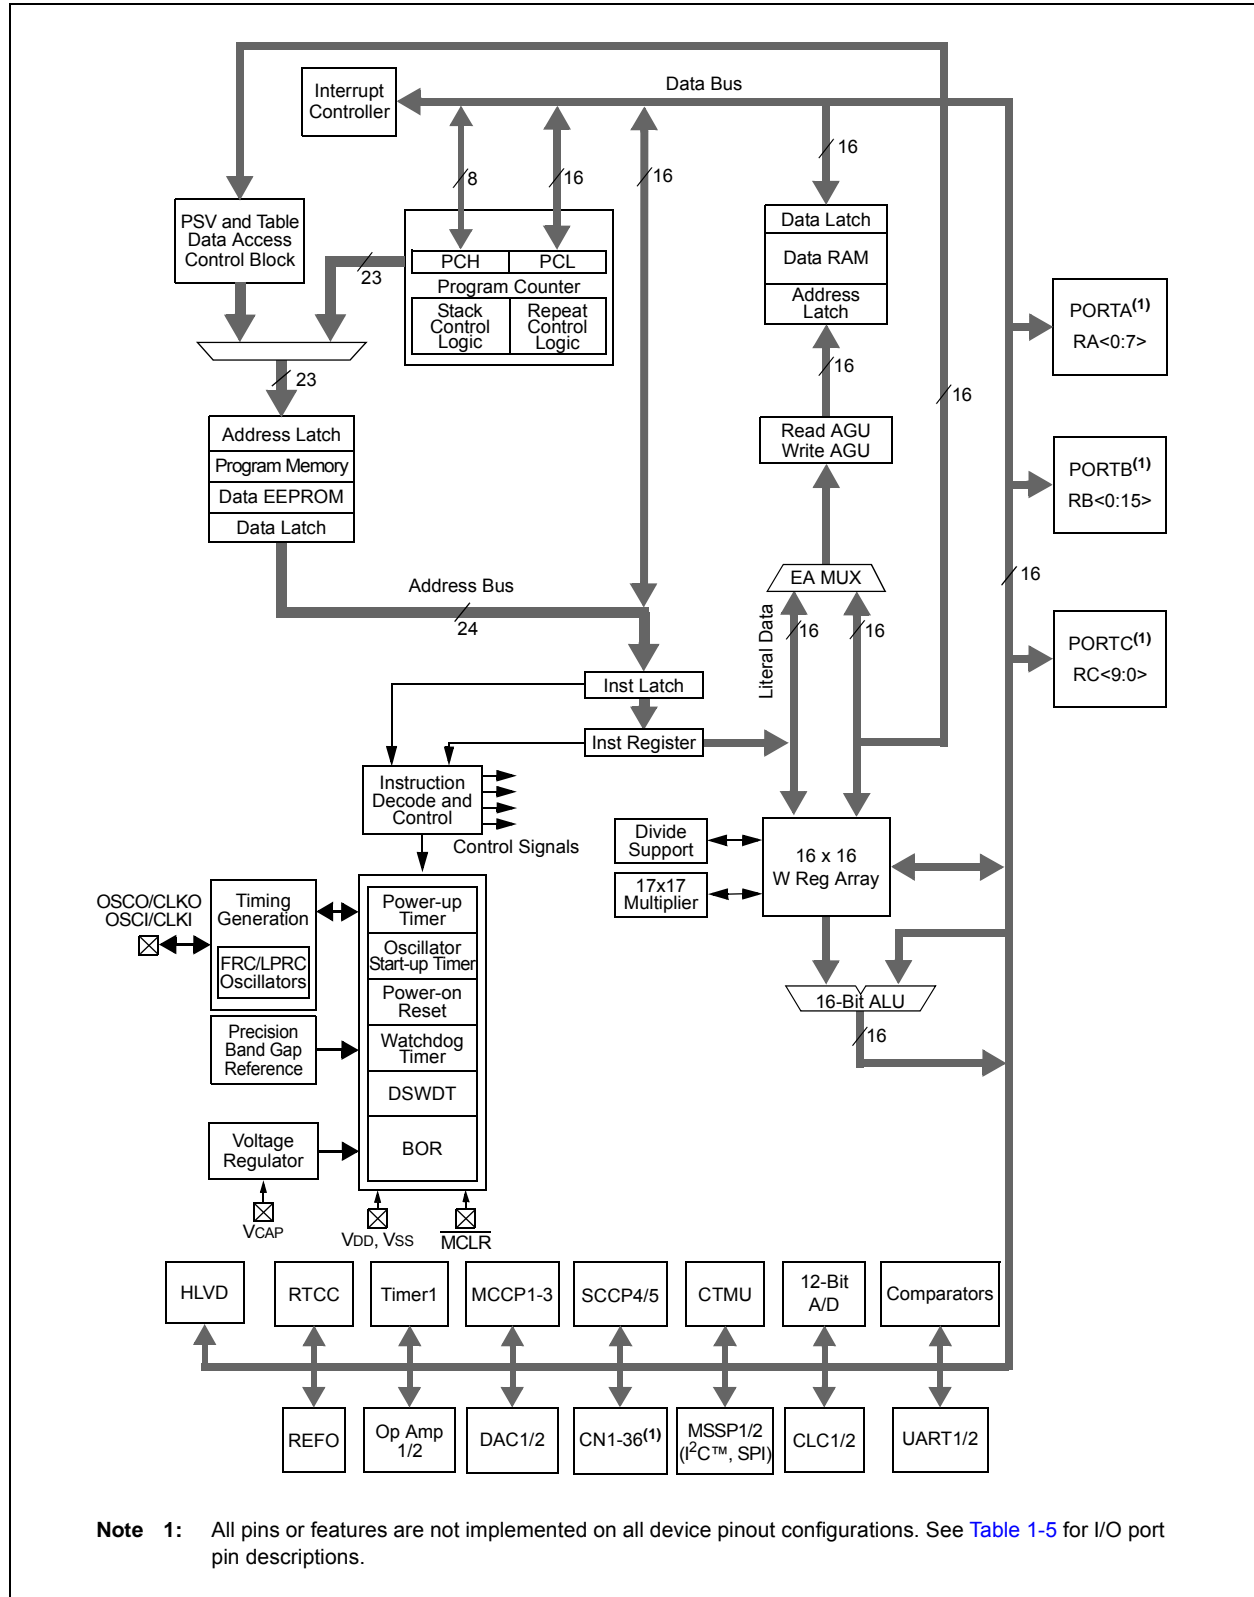 Data Bus
Interrupt
Controller
16
8
16
16
PSV and Table
Data Access
Control Block
Data Latch
Data RAM
Address
Latch
23
PCH
PCL
Program Counter
Stack
Control
Logic
Repeat
Control
Logic
PORTA(1)
RA<0:7>
16
23
16
Address Latch
Program Memory
Data EEPROM
Data Latch
Read AGU
Write AGU
PORTB(1)
RB<0:15>
16
EA MUX
Address Bus
24
Literal Data
16
16
PORTC(1)
RC<9:0>
Inst Latch
Inst Register
Instruction
Decode and
Control
Control Signals
Divide
Support
17x17
Multiplier
16 x 16
W Reg Array
OSCO/CLKO
OSCI/CLKI
Timing
Generation
FRC/LPRC
Oscillators
Power-up
Timer
Oscillator
Start-up Timer
Power-on
Reset
Watchdog
Timer
DSWDT
BOR
16-Bit ALU
16
Precision
Band Gap
Reference
Voltage
Regulator
VCAP
VDD, VSS
MCLR
HLVD
RTCC
Timer1
MCCP1-3
SCCP4/5
CTMU
12-Bit
A/D
Comparators
REFO
Op Amp
1/2
DAC1/2
CN1-36(1)
MSSP1/2
(I2C™, SPI)
CLC1/2
UART1/2
Note 1: All pins or features are not implemented on all device pinout configurations. See Table 1-5 for I/O port
pin descriptions.